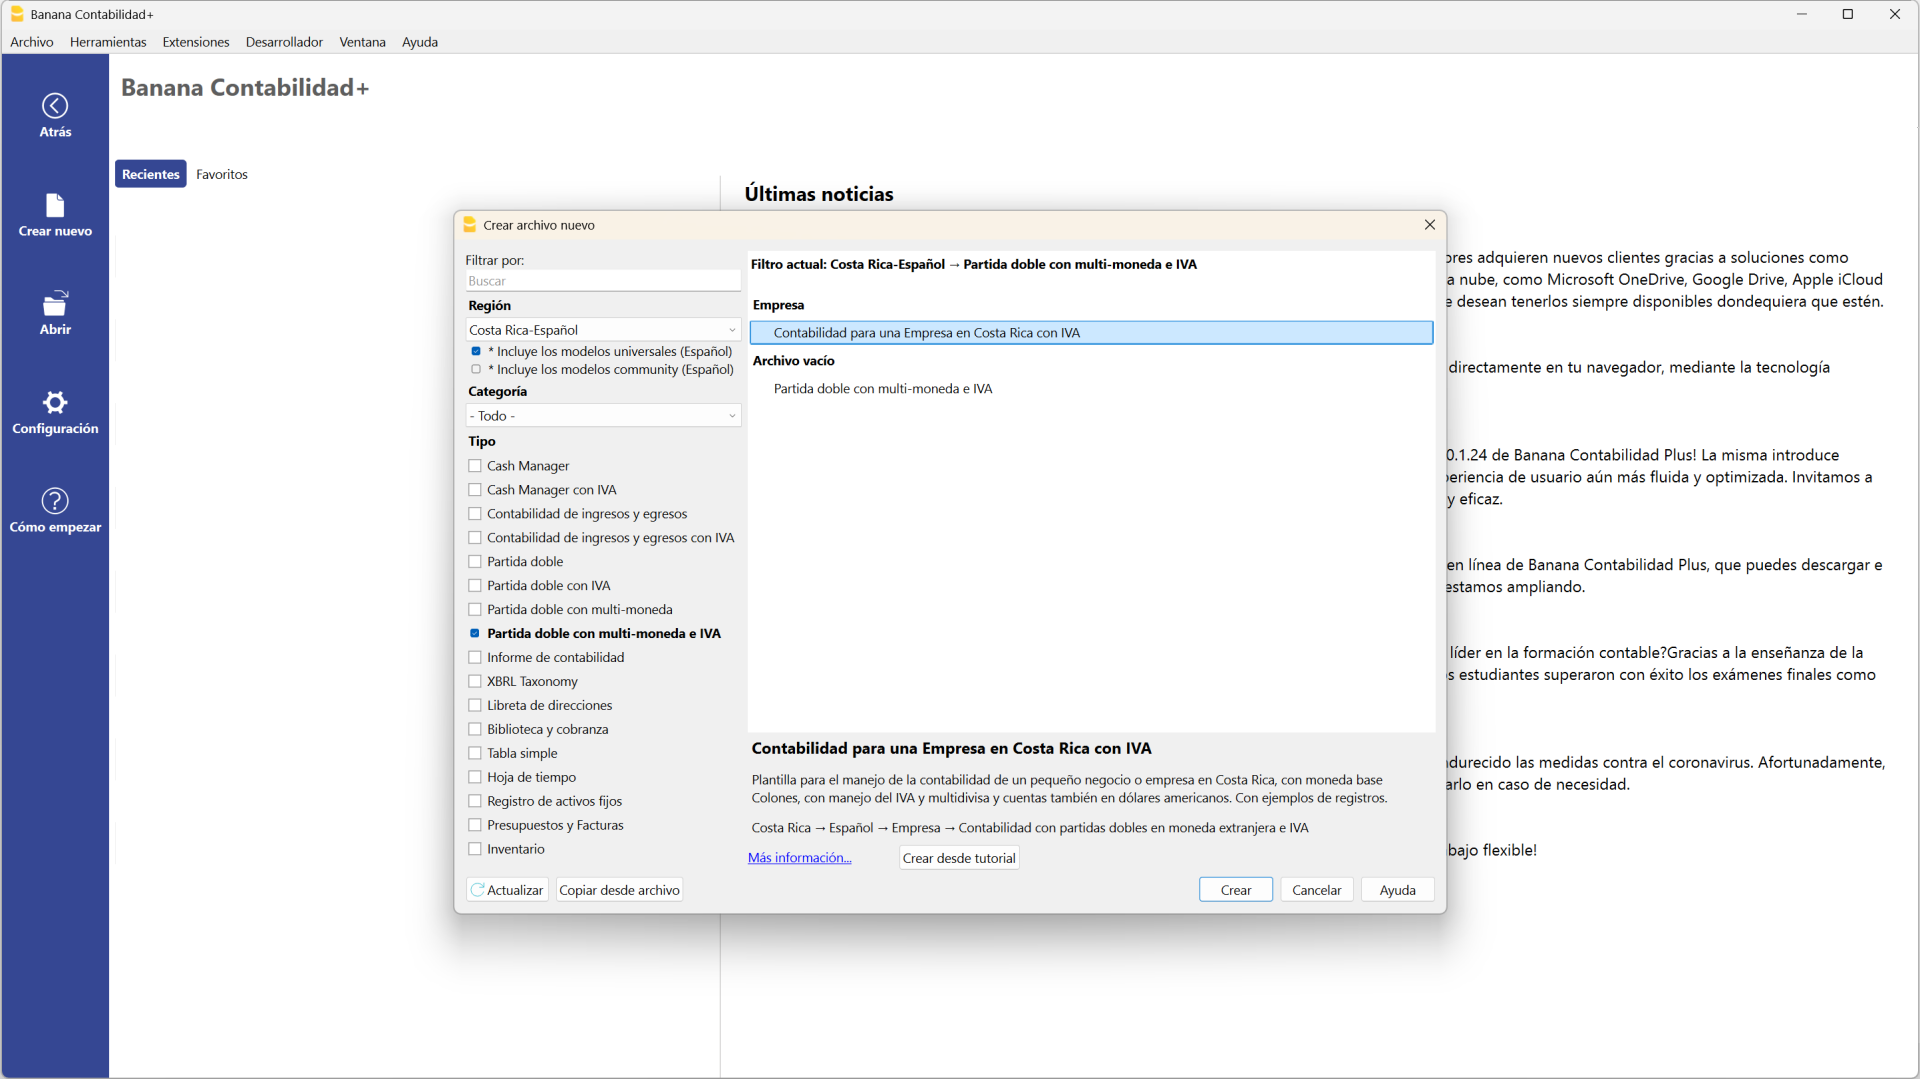 Banana Contabilidad+
Archivo Herramientas Extensiones Desarrollador Ventana Ayuda
Banana Contabilidad+
Atrás
Crear nuevo
Abrir
Configuración
Cómo empezar
Recientes Favoritos
Últimas noticias
Crear archivo nuevo
Filtrar por:
Buscar
Región
Costa Rica-Español
* Incluye los modelos universales (Español)
* Incluye los modelos community (Español)
Categoría
- Todo -
Tipo
Cash Manager
Cash Manager con IVA
Contabilidad de ingresos y egresos
Contabilidad de ingresos y egresos con IVA
Partida doble
Partida doble con IVA
Partida doble con multi-moneda
Partida doble con multi-moneda e IVA
Informe de contabilidad
XBRL Taxonomy
Libreta de direcciones
Biblioteca y cobranza
Tabla simple
Hoja de tiempo
Registro de activos fijos
Presupuestos y Facturas
Inventario
Actualizar Copiar desde archivo
Filtro actual: Costa Rica-Español → Partida doble con multi-moneda e IVA
Empresa
Contabilidad para una Empresa en Costa Rica con IVA
Archivo vacío
Partida doble con multi-moneda e IVA
Contabilidad para una Empresa en Costa Rica con IVA
Plantilla para el manejo de la contabilidad de un pequeño negocio o empresa en Costa Rica, con moneda base
Colones, con manejo del IVA y multidivisa y cuentas también en dólares americanos. Con ejemplos de registros.
Costa Rica → Español → Empresa → Contabilidad con partidas dobles en moneda extranjera e IVA
Más información... Crear desde tutorial
Crear Cancelar Ayuda
adquieren nuevos clientes gracias a soluciones como
a nube, como Microsoft OneDrive, Google Drive, Apple iCloud
e desean tenerlos siempre disponibles dondequiera que estén.
directamente en tu navegador, mediante la tecnología
0.1.24 de Banana Contabilidad Plus! La misma introduce
de usuario aún más fluida y optimizada. Invitamos a
y eficaz.
en línea de Banana Contabilidad Plus, que puedes descargar e
estamos ampliando.
líder en la formación contable?Gracias a la enseñanza de la
s estudiantes superaron con éxito los exámenes finales como
las medidas contra el coronavirus. Afortunadamente,
arlo en caso de necesidad.
bajo flexible!